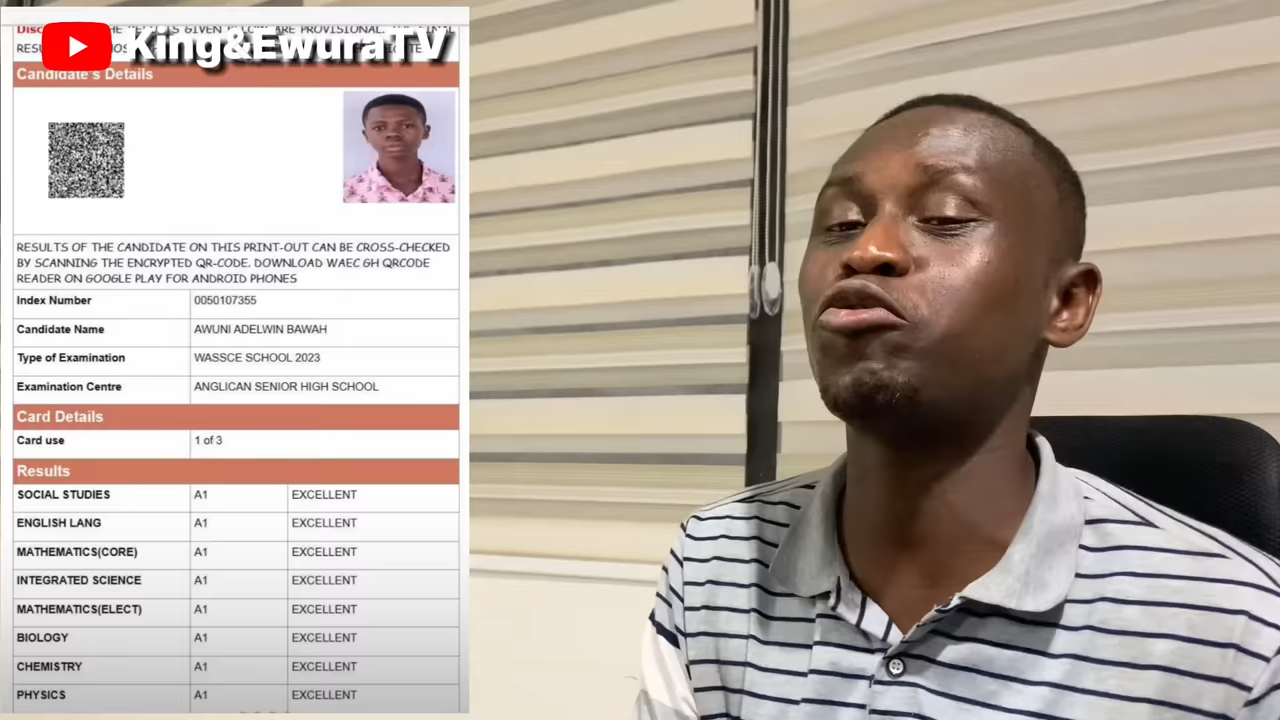 King&EwuraTV
Candidate's Details
RESULTS OF THE CANDIDATE ON THIS PRINT-OUT CAN BE CROSS-CHECKED
BY SCANNING THE ENCRYPTED QR-CODE. DOWNLOAD WAEC GH QRCODE
READER ON GOOGLE PLAY FOR ANDROID PHONES
Index Number 0050107355
Candidate Name AWUNI ADELWIN BAWAH
Type of Examination WASSCE SCHOOL 2023
Examination Centre ANGLICAN SENIOR HIGH SCHOOL
Card Details
Card use 1 of 3
Results
SOCIAL STUDIES A1 EXCELLENT
ENGLISH LANG A1 EXCELLENT
MATHEMATICS(CORE) A1 EXCELLENT
INTEGRATED SCIENCE A1 EXCELLENT
MATHEMATICS(ELECT) A1 EXCELLENT
BIOLOGY A1 EXCELLENT
CHEMISTRY A1 EXCELLENT
PHYSICS A1 EXCELLENT